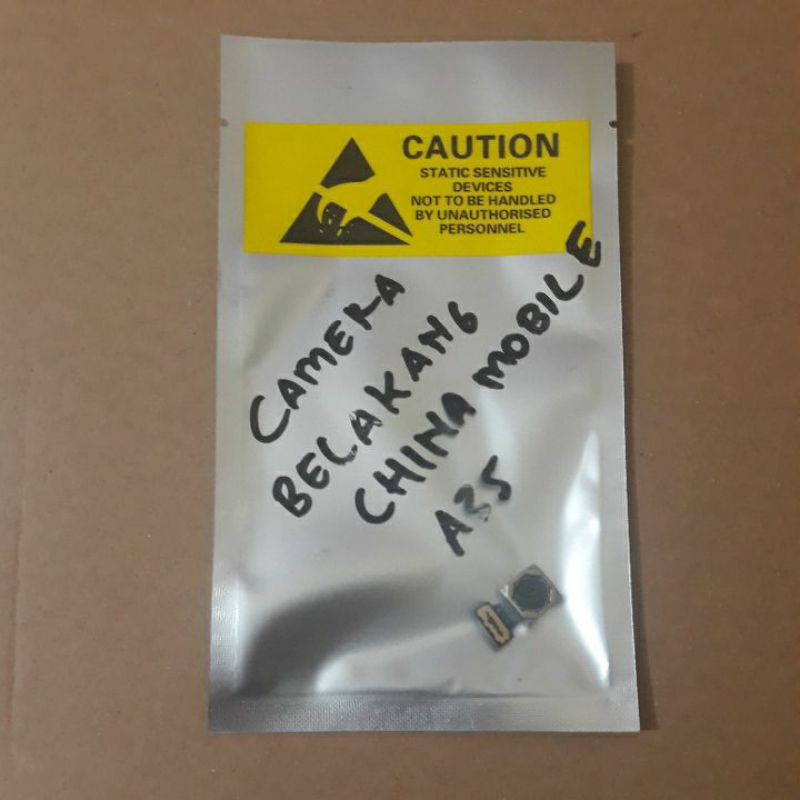 CAUTION
STATIC SENSITIVE
DEVICES
NOT TO BE HANDLED
BY UNAUTHORISED
PERSONNEL
CAMERA
BELAKANG
CHINA MOBILE
A35